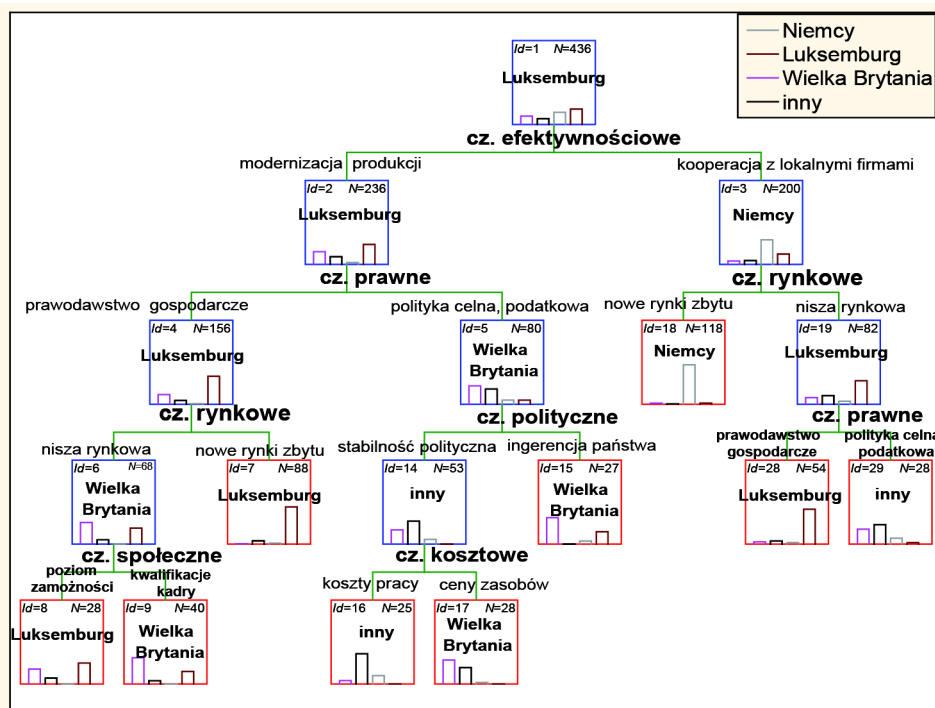 Niemcy
Luksemburg
Wielka Brytania
inny
Id=1 N=436
Luksemburg
cz. efektywnościowe
modernizacja produkcji
kooperacja z lokalnymi firmami
Id=2 N=236
Luksemburg
Id=3 N=200
Niemcy
cz. prawne
cz. rynkowe
prawodawstwo gospodarcze
polityka celna, podatkowa
nowe rynki zbytu
nisza rynkowa
Id=4 N=156
Luksemburg
Id=5 N=80
Wielka
Brytania
Id=18 N=118
Niemcy
Id=19 N=82
Luksemburg
cz. rynkowe
cz. polityczne
cz. prawne
nisza rynkowa
nowe rynki zbytu
stabilność polityczna
ingerencja państwa
prawodawstwo
gospodarcze
polityka celna
podatkowa
Id=6 N=68
Wielka
Brytania
Id=7 N=88
Luksemburg
Id=14 N=53
inny
Id=15 N=27
Wielka
Brytania
Id=28 N=54
Luksemburg
Id=29 N=28
inny
cz. społeczne
cz. kosztowe
poziom
zamożności
kwalifikacje
kadry
koszty pracy
ceny zasobów
Id=8 N=28
Luksemburg
Id=9 N=40
Wielka
Brytania
Id=16 N=25
inny
Id=17 N=28
Wielka
Brytania